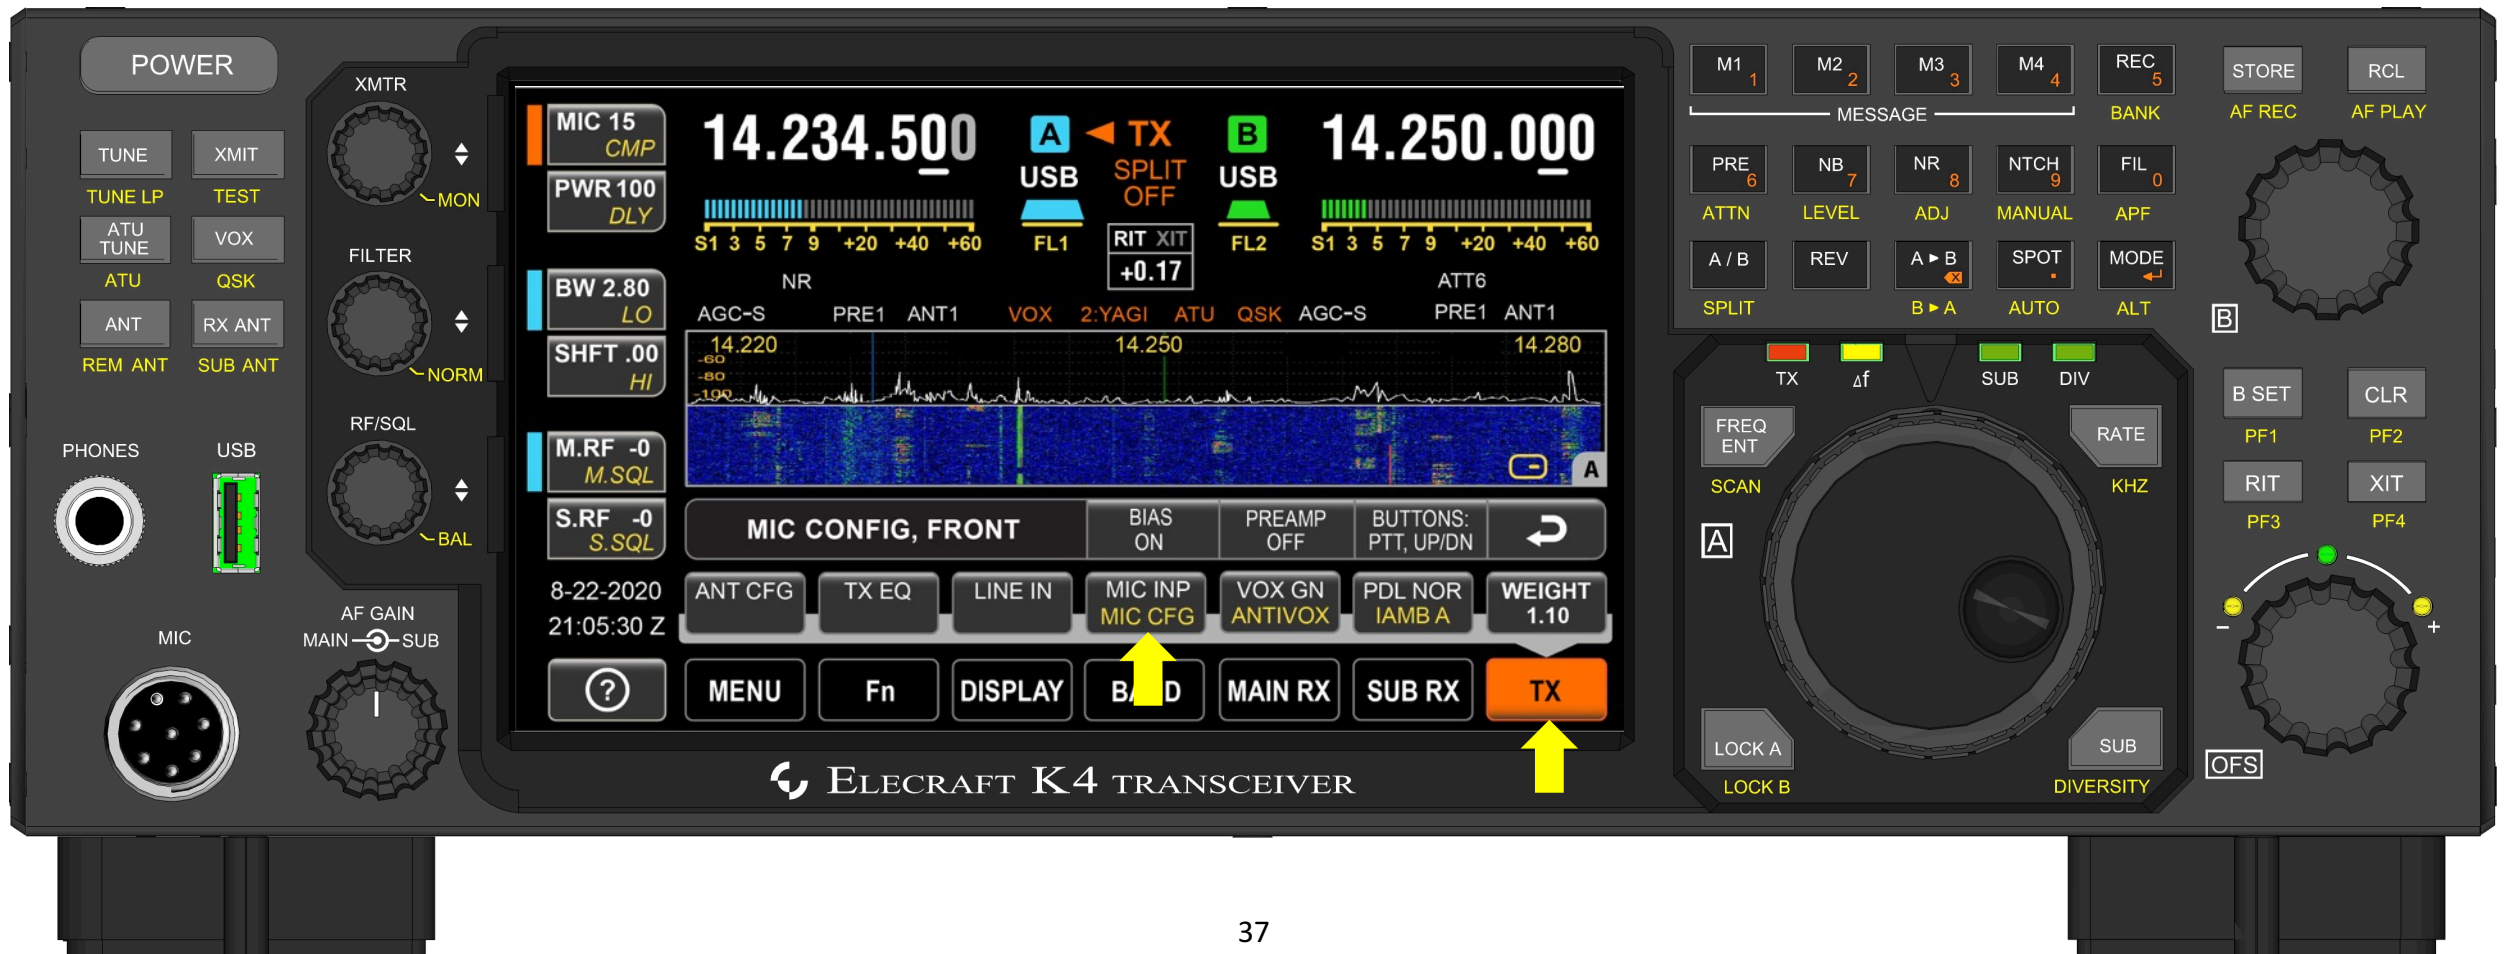 POWER
TUNE
XMIT
TUNE LP
TEST
ATU
TUNE
VOX
ATU
QSK
ANT
RX ANT
REM ANT
SUB ANT
PHONES
USB
MIC
XMTR
MON
FILTER
NORM
RF/SQL
BAL
AF GAIN
MAIN
SUB
MIC 15
CMP
PWR 100
DLY
BW 2.80
LO
SHFT .00
HI
M.RF -0
M.SQL
S.RF -0
S.SQL
8-22-2020
21:05:30 Z
?
14.234.500
A
TX
B
14.250.000
USB
SPLIT
OFF
USB
S1 3 5 7 9 +20 +40 +60
FL1
RIT XIT
+0.17
FL2
S1 3 5 7 9 +20 +40 +60
NR
ATT6
AGC-S PRE1 ANT1 VOX 2:YAGI ATU QSK AGC-S PRE1 ANT1
14.220
14.250
14.280
-60
-80
-100
A
MIC CONFIG, FRONT
BIAS
ON
PREAMP
OFF
BUTTONS:
PTT, UP/DN
ANT CFG
TX EQ
LINE IN
MIC INP
MIC CFG
VOX GN
ANTIVOX
PDL NOR
IAMB A
WEIGHT
1.10
MENU
Fn
DISPLAY
BAND
MAIN RX
SUB RX
TX
ELECRAFT K4 TRANSCEIVER
M1 1
M2 2
M3 3
M4 4
REC 5
MESSAGE
BANK
PRE 6
NB 7
NR 8
NTCH 9
FIL 0
ATTN
LEVEL
ADJ
MANUAL
APF
A / B
REV
A ▸ B
SPOT
MODE
SPLIT
B ▸ A
AUTO
ALT
TX
Δf
SUB
DIV
FREQ
ENT
SCAN
RATE
KHZ
A
LOCK A
LOCK B
SUB
DIVERSITY
STORE
RCL
AF REC
AF PLAY
B
B SET
CLR
PF1
PF2
RIT
XIT
PF3
PF4
− +
OFS
37